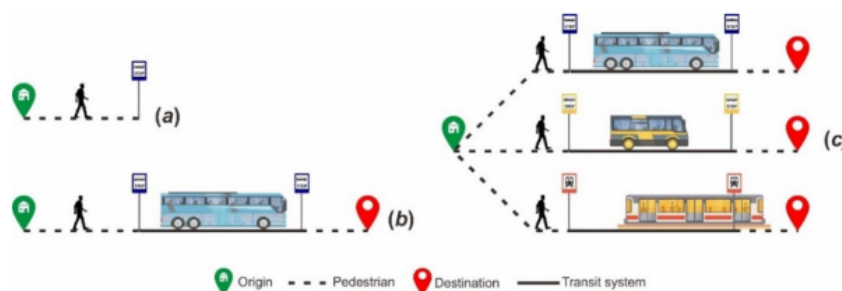 (a)
(b)
(c
Origin
Pedestrian
Destination
Transit system